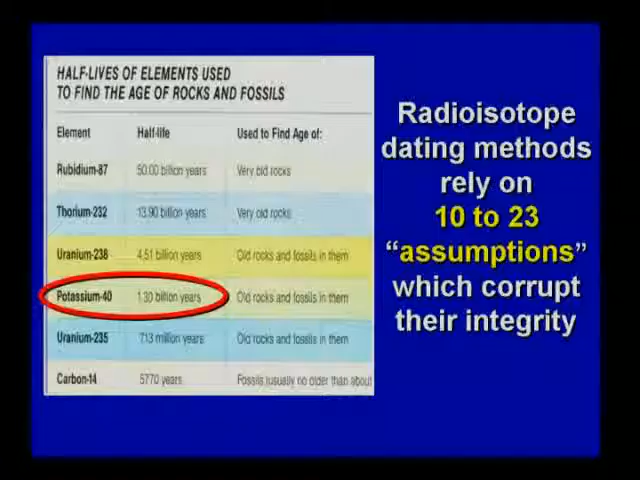 HALF-LIVES OF ELEMENTS USED
TO FIND THE AGE OF ROCKS AND FOSSILS
Element Half-life Used to Find Age of:
Rubidium-87 50.00 billion years Very old rocks
Thorium-232 13.90 billion years Very old rocks
Uranium-238 4.51 billion years Old rocks and fossils in them
Potassium-40 1.30 billion years Old rocks and fossils in them
Uranium-235 713 million years Old rocks and fossils in them
Carbon-14 5770 years Fossils (usually no older than about
Radioisotope
dating methods
rely on
10 to 23
“assumptions”
which corrupt
their integrity